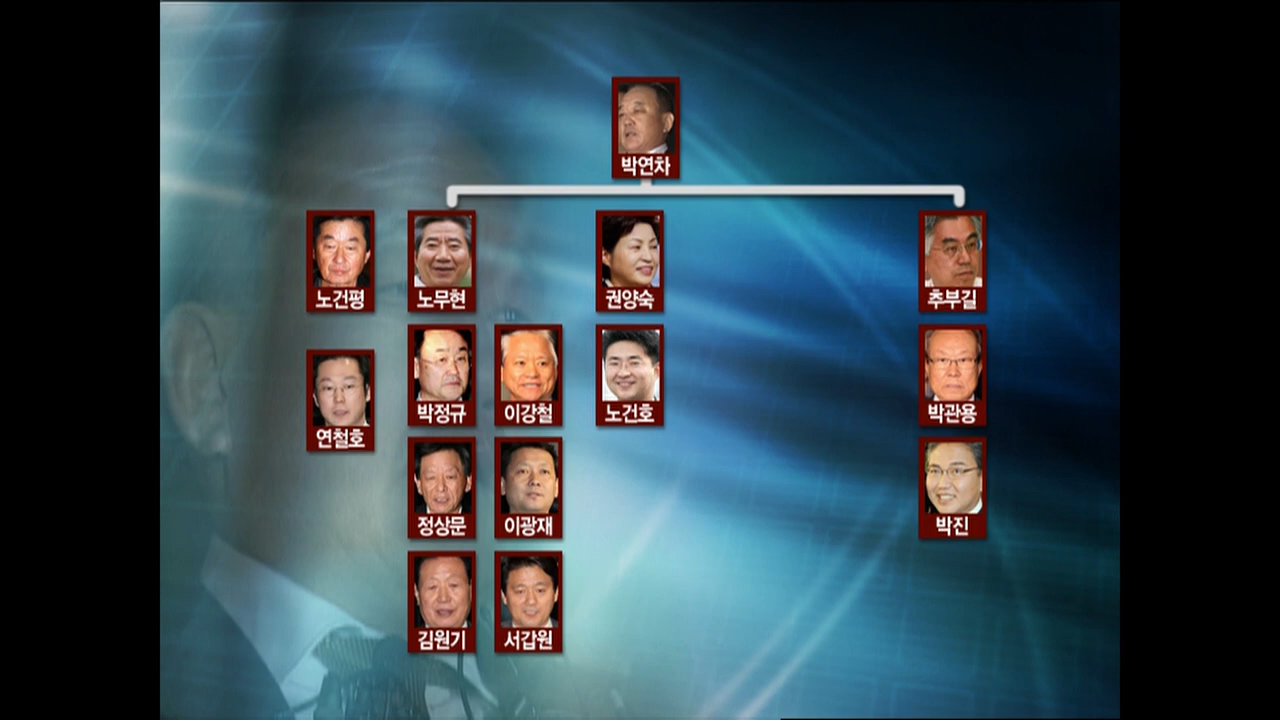 박연차
노건평
노무현
권양숙
추부길
박정규
이강철
노건호
박관용
연철호
정상문
이광재
박진
김원기
서갑원